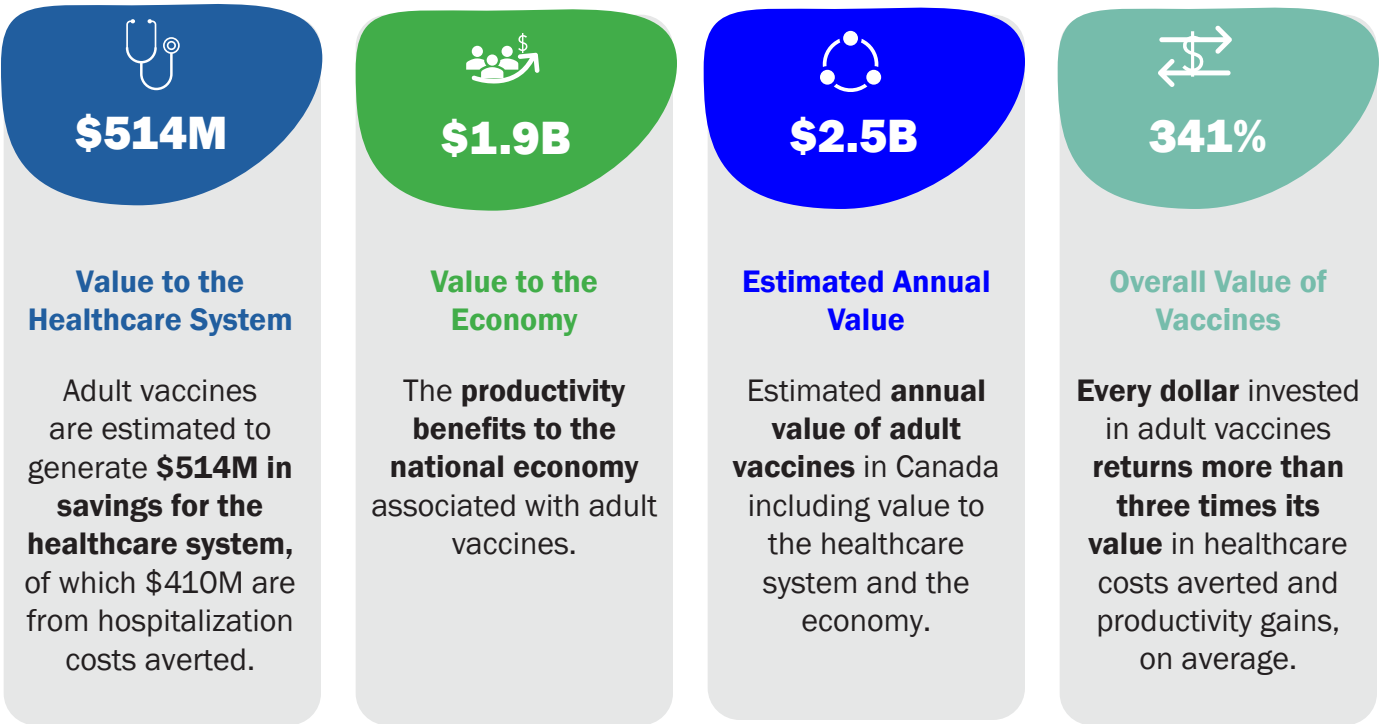 $514M
Value to the
Healthcare System
Adult vaccines
are estimated to
generate $514M in
savings for the
healthcare system,
of which $410M are
from hospitalization
costs averted.
$
$1.9B
Value to the
Economy
The productivity
benefits to the
national economy
associated with adult
vaccines.
$2.5B
Estimated Annual
Value
Estimated annual
value of adult
vaccines in Canada
including value to
the healthcare
system and the
economy.
$
341%
Overall Value of
Vaccines
Every dollar invested
in adult vaccines
returns more than
three times its
value in healthcare
costs averted and
productivity gains,
on average.